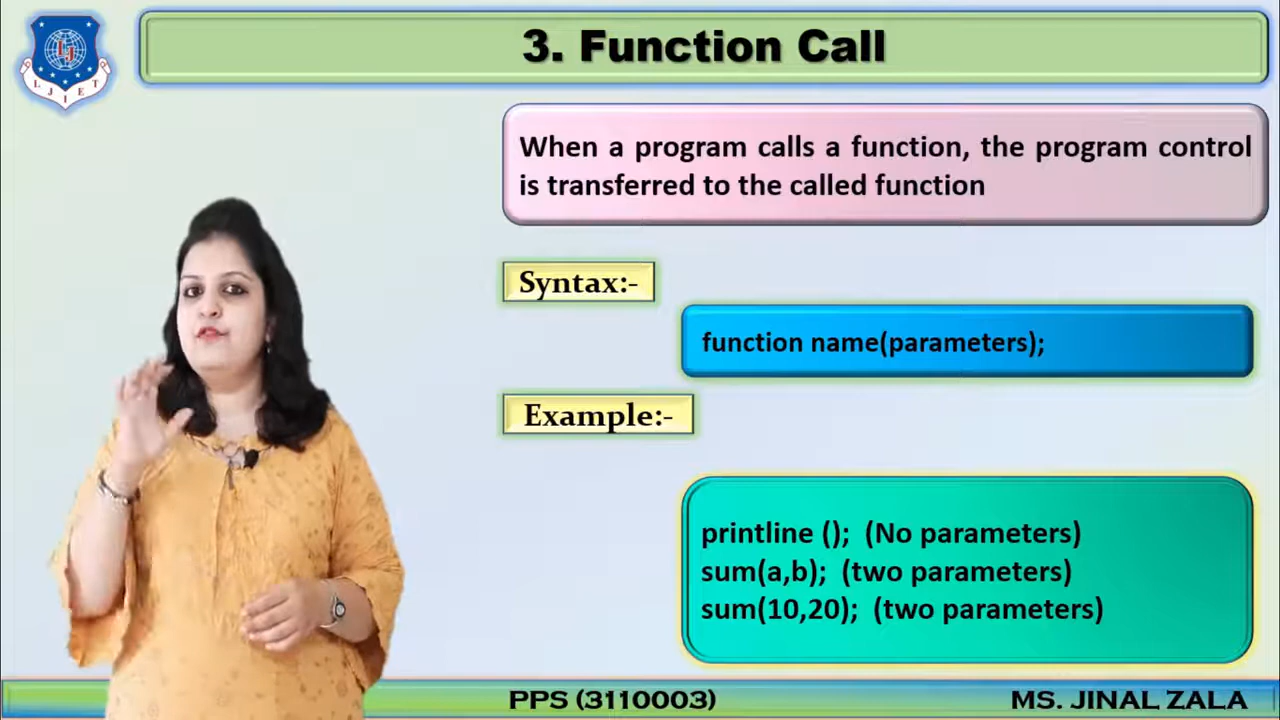 3. Function Call
L J I E T
When a program calls a function, the program control
is transferred to the called function
Syntax:-
function name(parameters);
Example:-
printline (); (No parameters)
sum(a,b); (two parameters)
sum(10,20); (two parameters)
PPS (3110003)
MS. JINAL ZALA